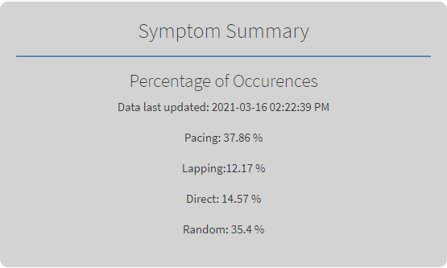 Symptom Summary
Percentage of Occurences
Data last updated: 2021-03-16 02:22:39 PM
Pacing: 37.86 %
Lapping:12.17 %
Direct: 14.57 %
Random: 35.4 %